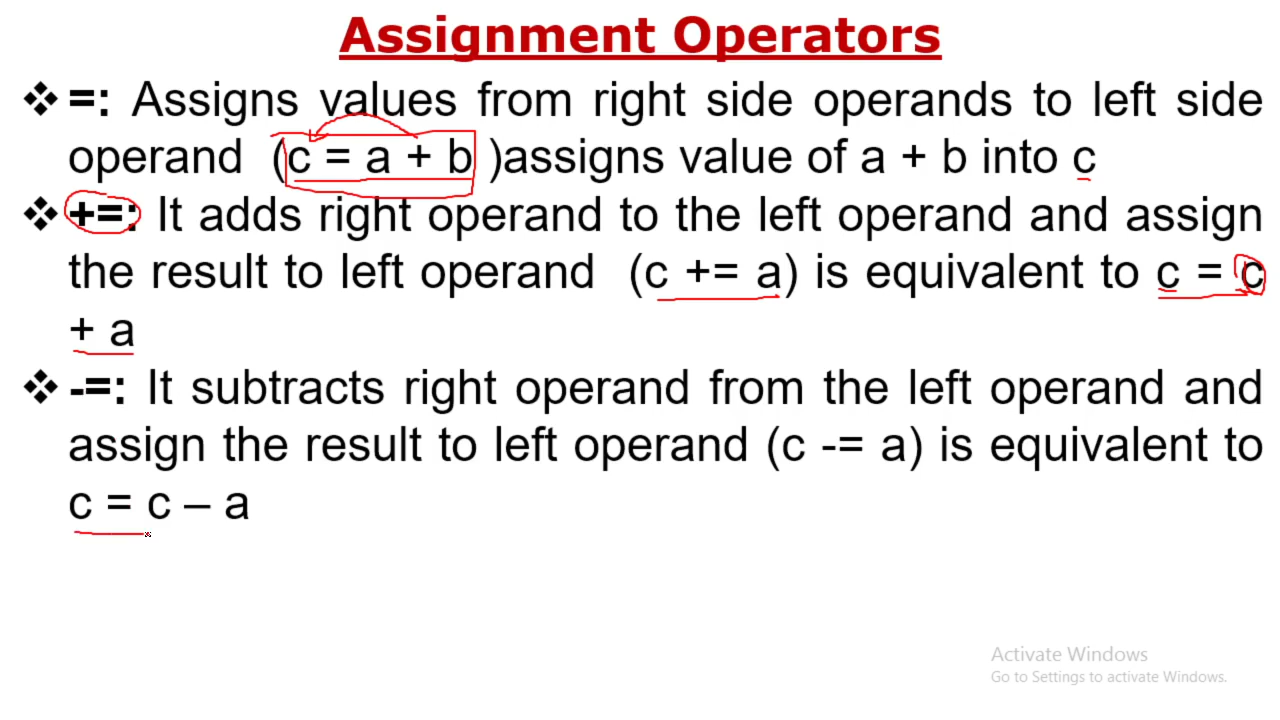 Assignment Operators
❖ =: Assigns values from right side operands to left side
operand (c = a + b )assigns value of a + b into c
❖ +=: It adds right operand to the left operand and assign
the result to left operand (c += a) is equivalent to c = c
+ a
❖ -=: It subtracts right operand from the left operand and
assign the result to left operand (c -= a) is equivalent to
c = c – a
Activate Windows
Go to Settings to activate Windows.